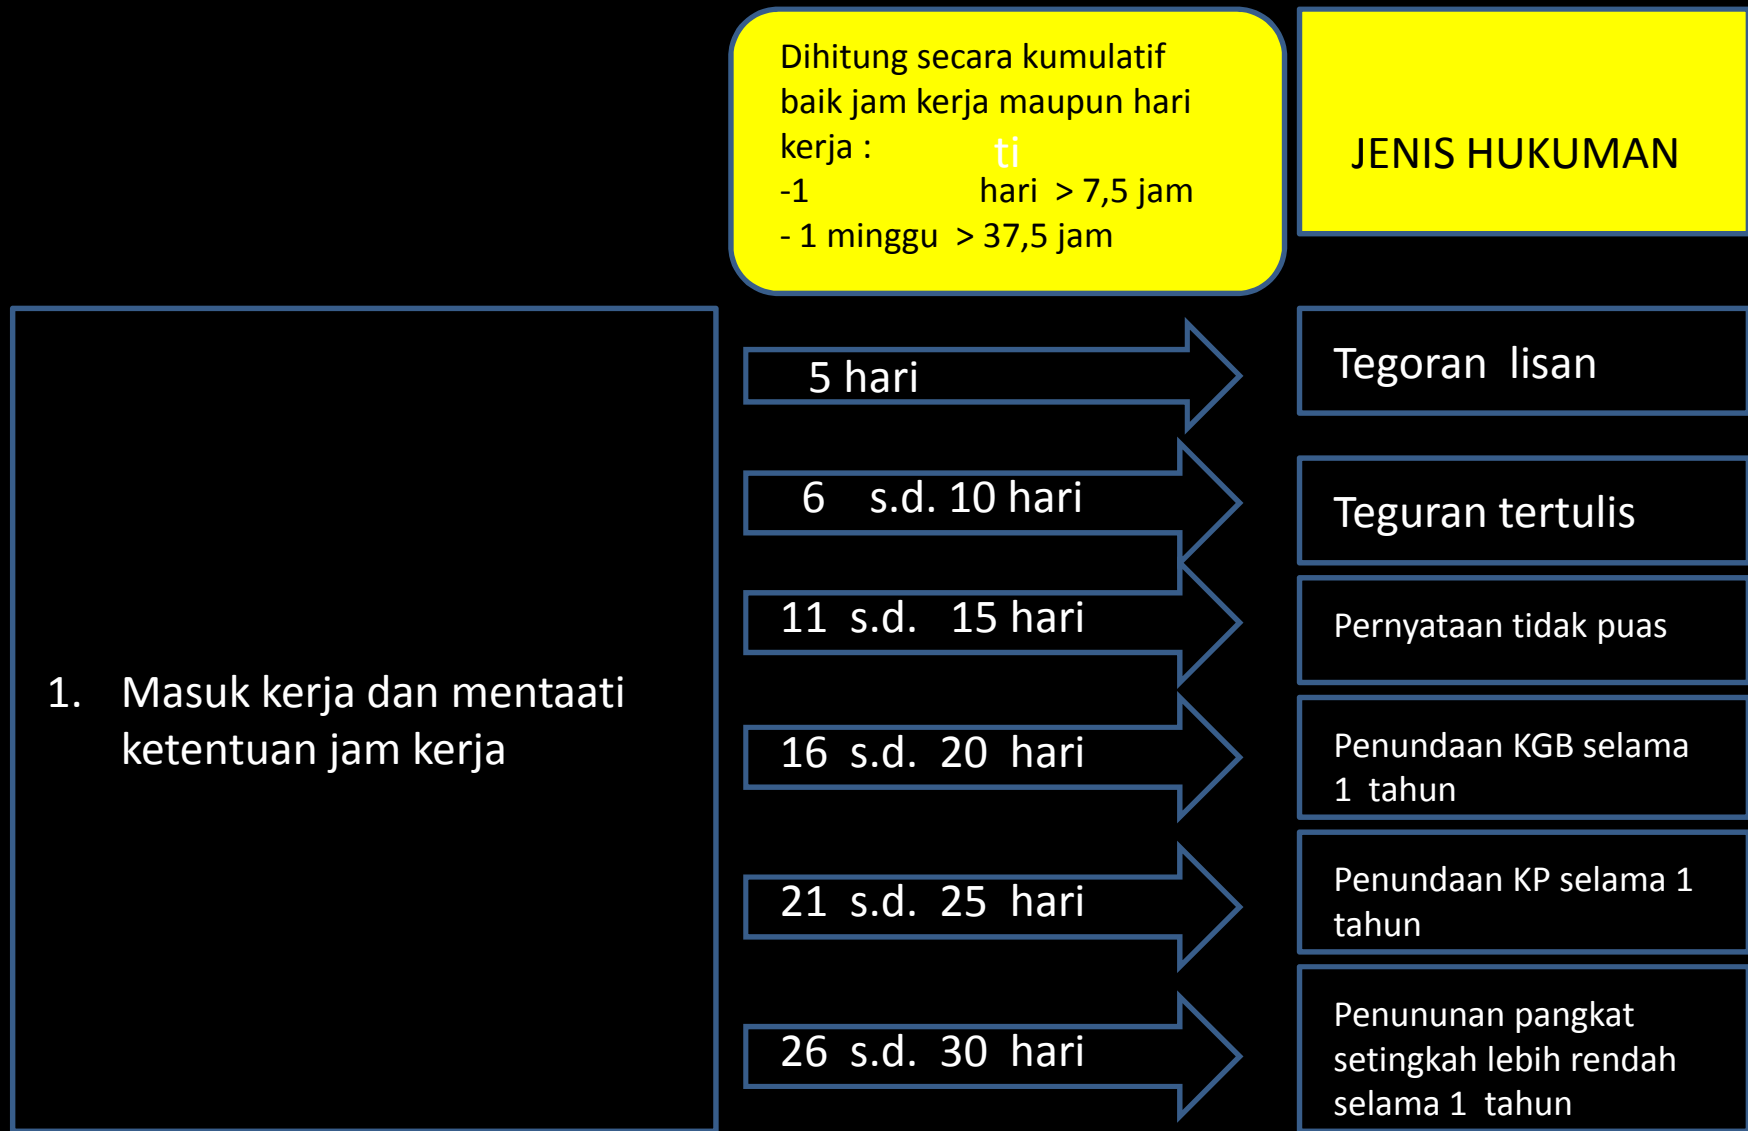 Dihitung secara kumulatif
baik jam kerja maupun hari
kerja :
ti
-1 hari > 7,5 jam
- 1 minggu > 37,5 jam
JENIS HUKUMAN
1. Masuk kerja dan mentaati
ketentuan jam kerja
5 hari
Tegoran lisan
6 s.d. 10 hari
Teguran tertulis
11 s.d. 15 hari
Pernyataan tidak puas
16 s.d. 20 hari
Penundaan KGB selama
1 tahun
21 s.d. 25 hari
Penundaan KP selama 1
tahun
26 s.d. 30 hari
Penununan pangkat
setingkah lebih rendah
selama 1 tahun